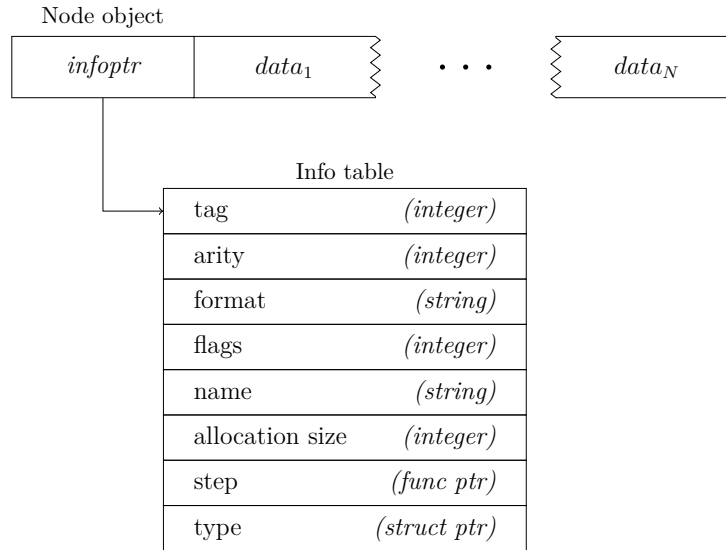 Node object
infoptr data₁ · · · data_N
Info table
tag (integer)
arity (integer)
format (string)
flags (integer)
name (string)
allocation size (integer)
step (func ptr)
type (struct ptr)